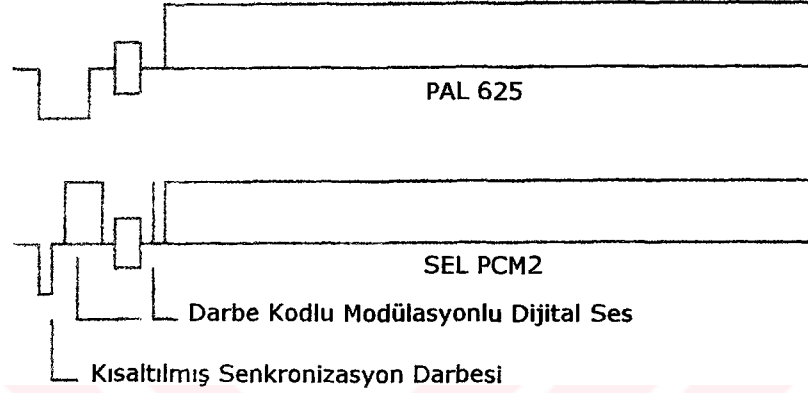 PAL 625
SEL PCM2
Darbe Kodlu Modülasyonlu Dijital Ses
Kısaltılmış Senkronizasyon Darbesi